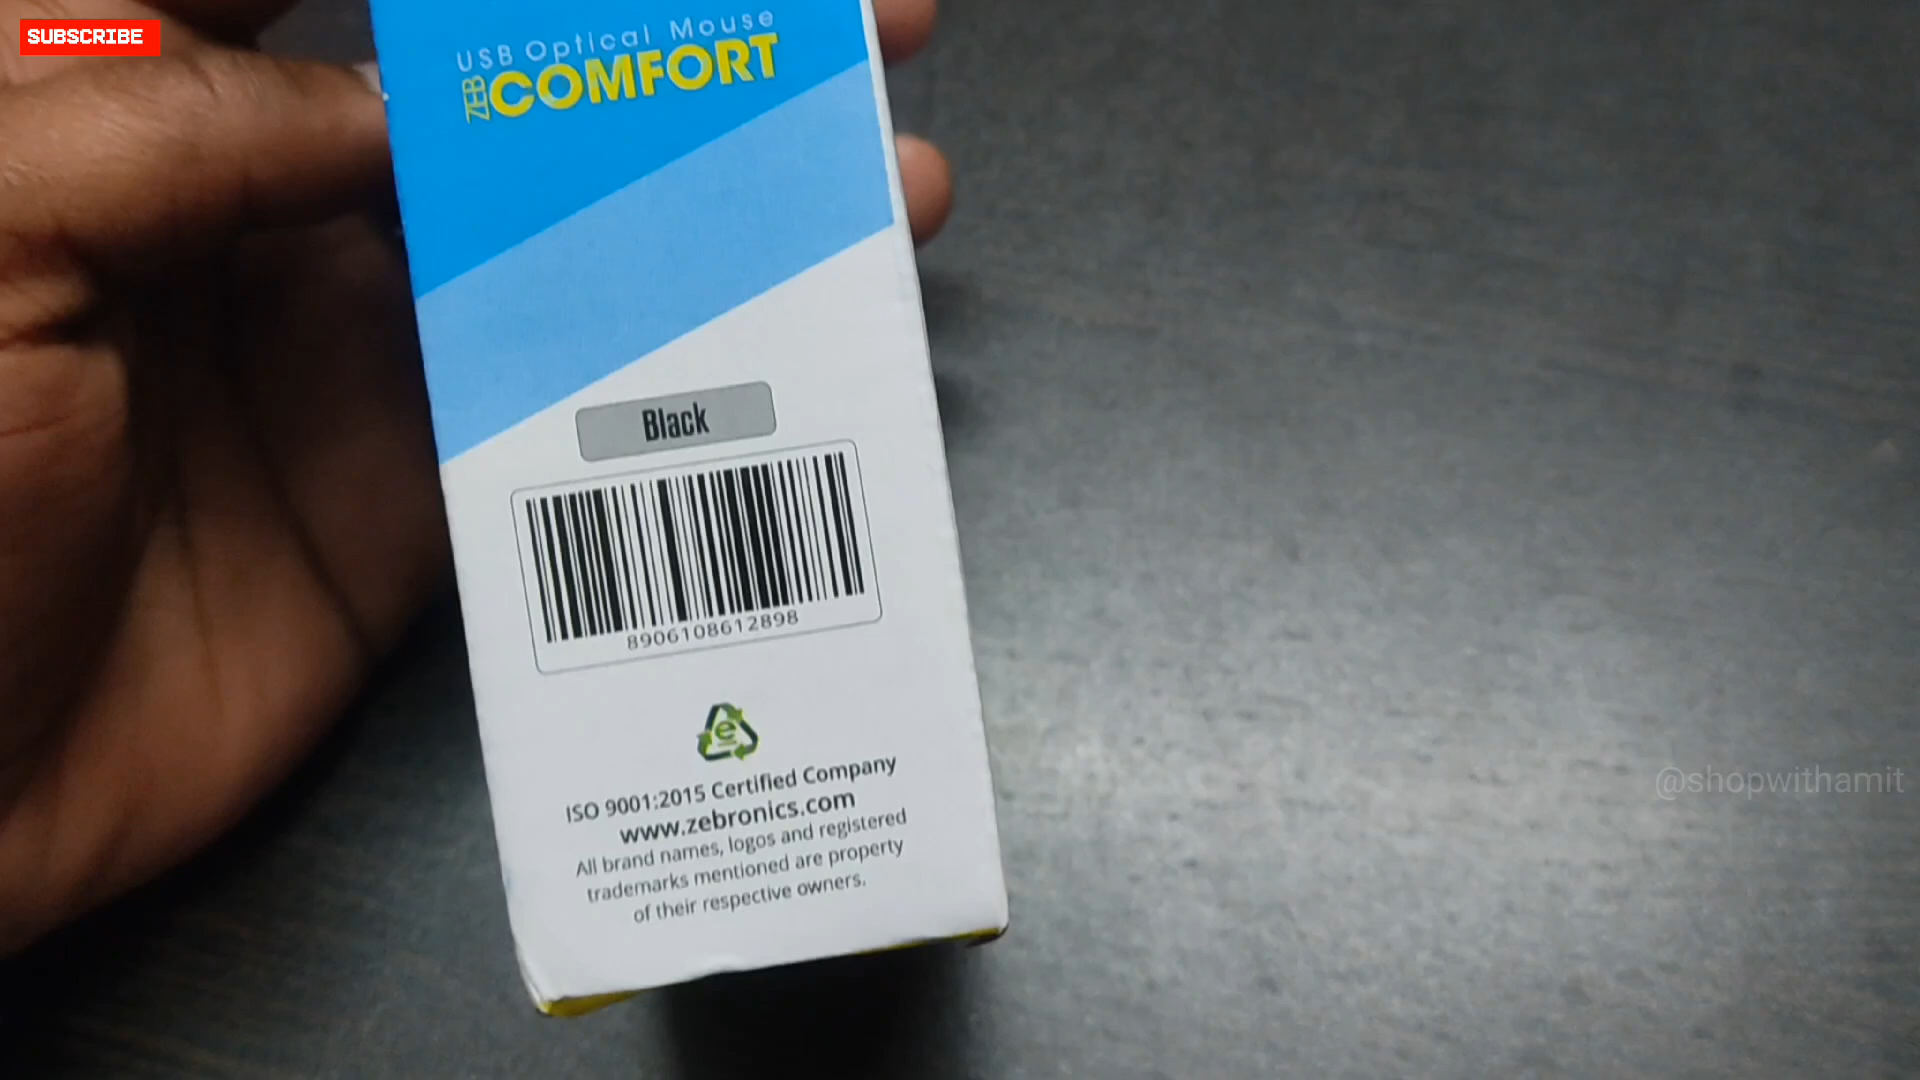 SUBSCRIBE
USB Optical Mouse
ZEB COMFORT
Black
8906108612898
e
ISO 9001:2015 Certified Company
www.zebronics.com
All brand names, logos and registered
trademarks mentioned are property
of their respective owners.
@shopwithamit